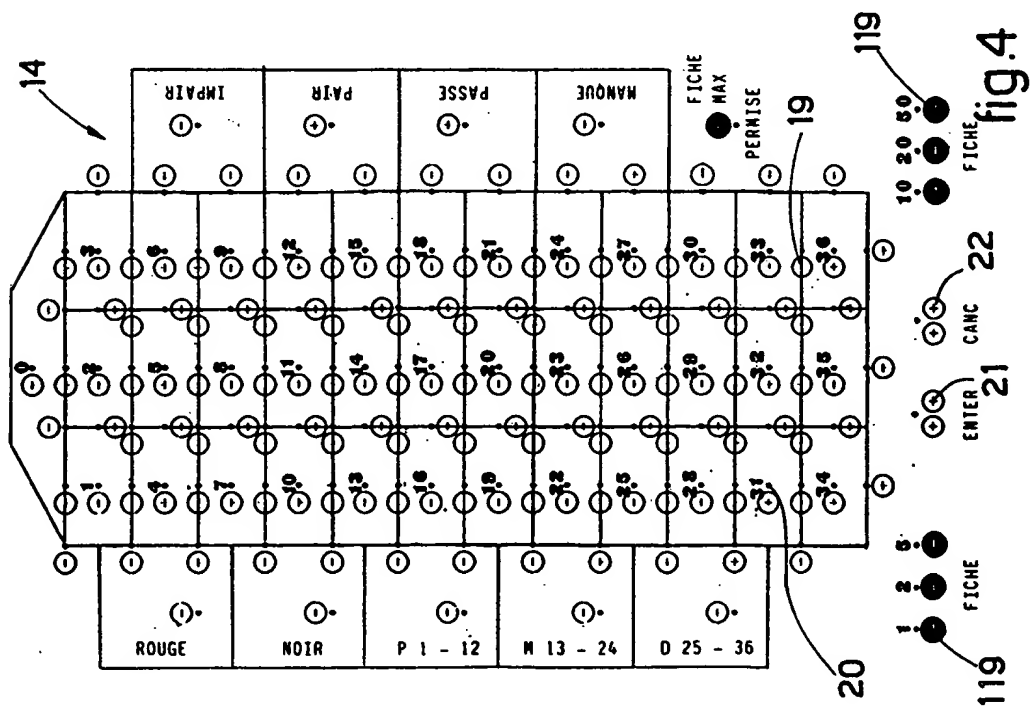 14
0
1 2 3
4 5 6
7 8 9
10 11 12
13 14 15
16 17 18
19 20 21
22 23 24
25 26 27
28 29 30
31 32 33
34 35 36
ROUGE
NOIR
P 1 - 12
M 13 - 24
D 25 - 36
IMPAIR
PAIR
PASSE
MANQUE
FICHE
MAX
PERMISE
19
20
1 2 5
FICHE
119
ENTER
21
CANC
22
10 20 50
FICHE
119
fig.4